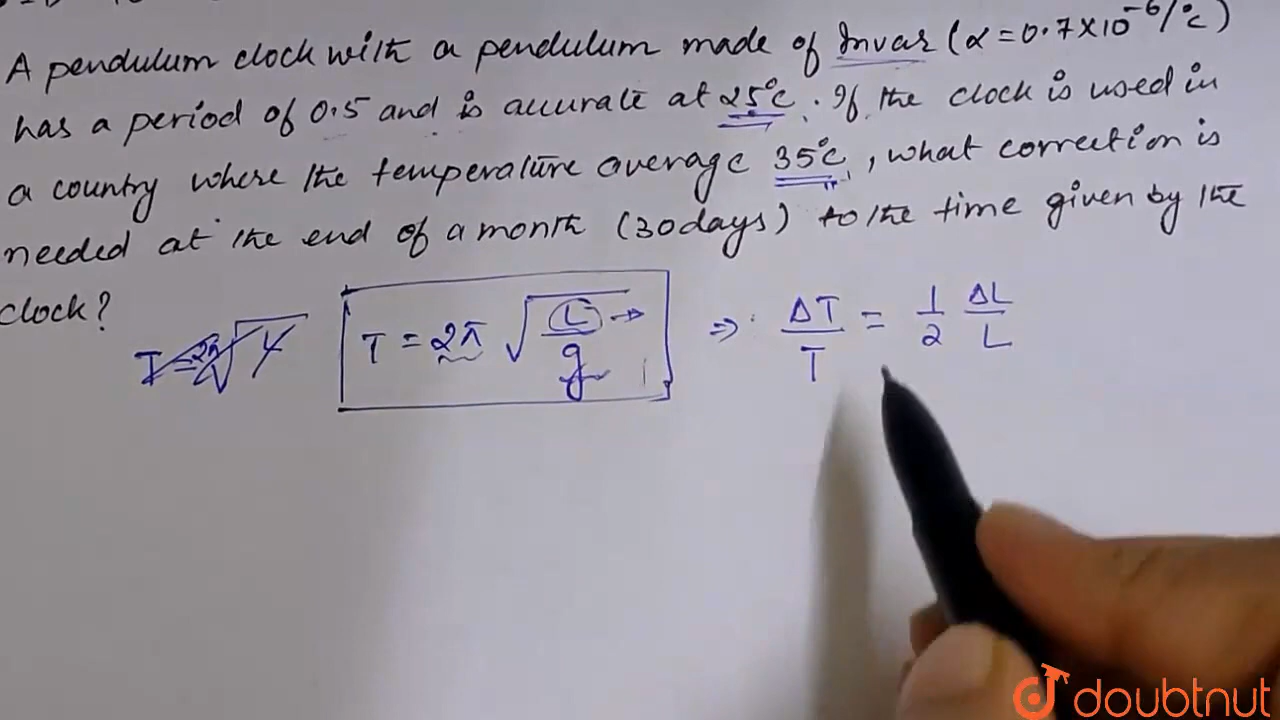 A pendulum clock with a pendulum made of Invar (α = 0.7×10⁻⁶/°C)
has a period of 0.5 and is accurate at 25°C. If the clock is used in
a country where the temperature average 35°C, what correction is
needed at the end of a month (30days) to the time given by the
clock?
T = 2π √(L/g) → ⇒ ΔT/T = 1/2 ΔL/L
doubtnut